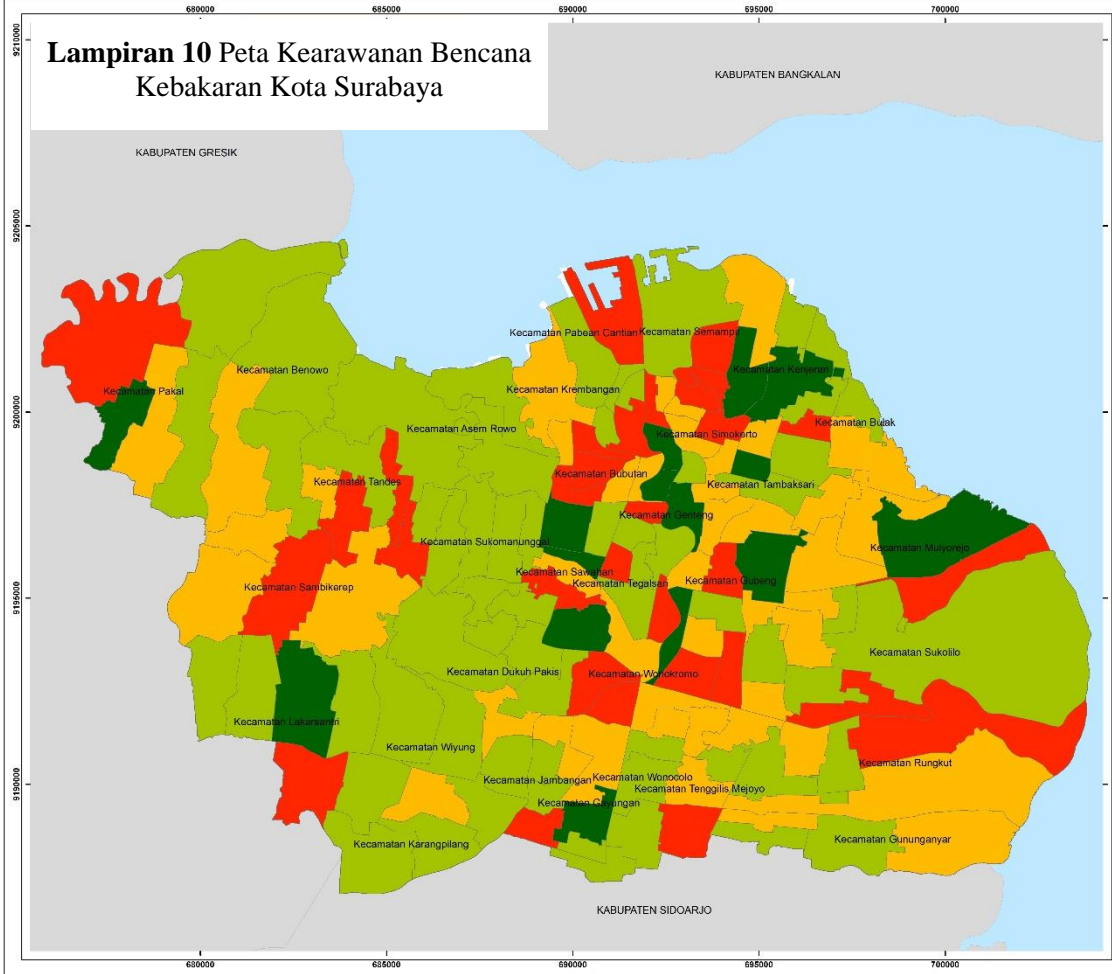 680000
685000
690000
695000
700000
9210000
Lampiran 10 Peta Kearawanan Bencana
Kebakaran Kota Surabaya
KABUPATEN BANGKALAN
KABUPATEN GRESIK
9205000
Kecamatan Pabean Cantian
Kecamatan Semampir
Kecamatan Benowo
Kecamatan Kenjeran
Kecamatan Pakal
Kecamatan Krembangan
9200000
Kecamatan Asem Rowo
Kecamatan Simokerto
Kecamatan Bulak
Kecamatan Bubutan
Kecamatan Tandes
Kecamatan Tambaksari
Kecamatan Genteng
Kecamatan Sukomanunggal
Kecamatan Mulyorejo
Kecamatan Sawahan
Kecamatan Tegalsari
Kecamatan Gubeng
Kecamatan Sambikerep
9195000
Kecamatan Sukolilo
Kecamatan Dukuh Pakis
Kecamatan Wonokromo
Kecamatan Lakarsantri
Kecamatan Wiyung
Kecamatan Rungkut
Kecamatan Jambangan
Kecamatan Wonocolo
Kecamatan Tenggilis Mejoyo
9190000
Kecamatan Gayungan
Kecamatan Karangpilang
Kecamatan Gununganyar
KABUPATEN SIDOARJO
680000
685000
690000
695000
700000